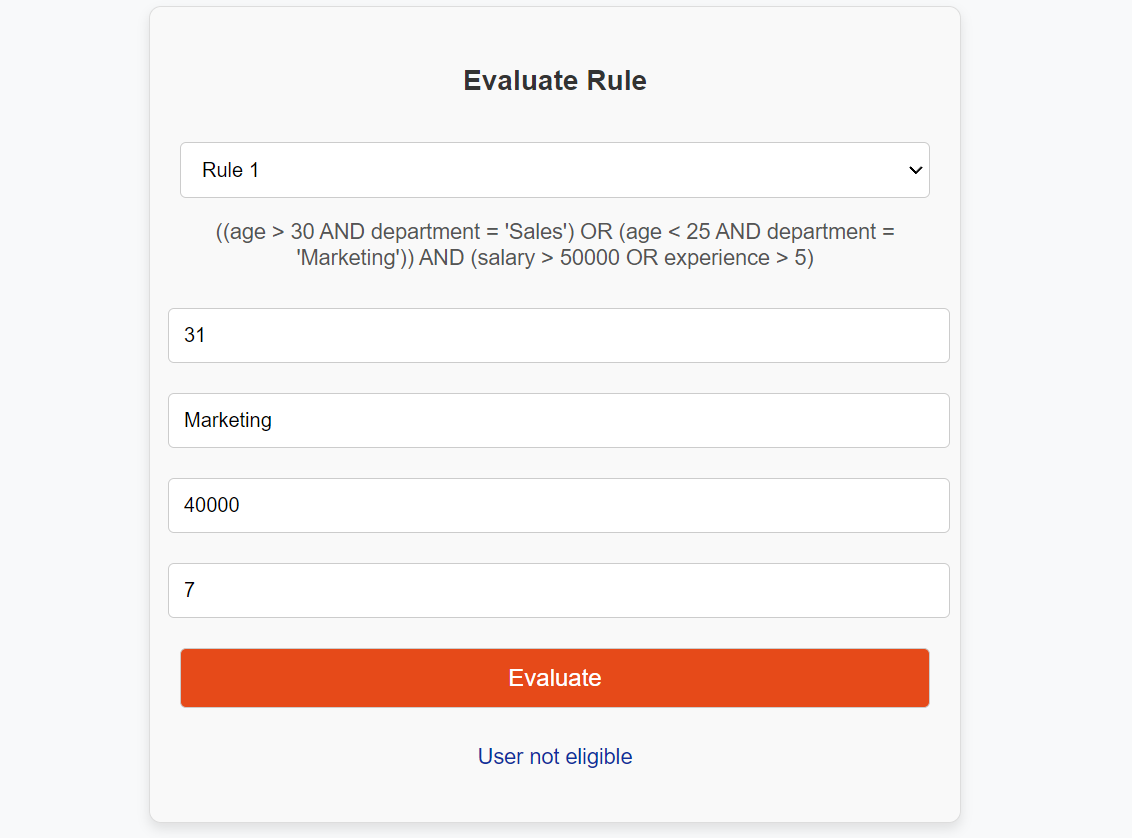 Evaluate Rule
Rule 1
((age > 30 AND department = 'Sales') OR (age < 25 AND department =
'Marketing')) AND (salary > 50000 OR experience > 5)
31
Marketing
40000
7
Evaluate
User not eligible